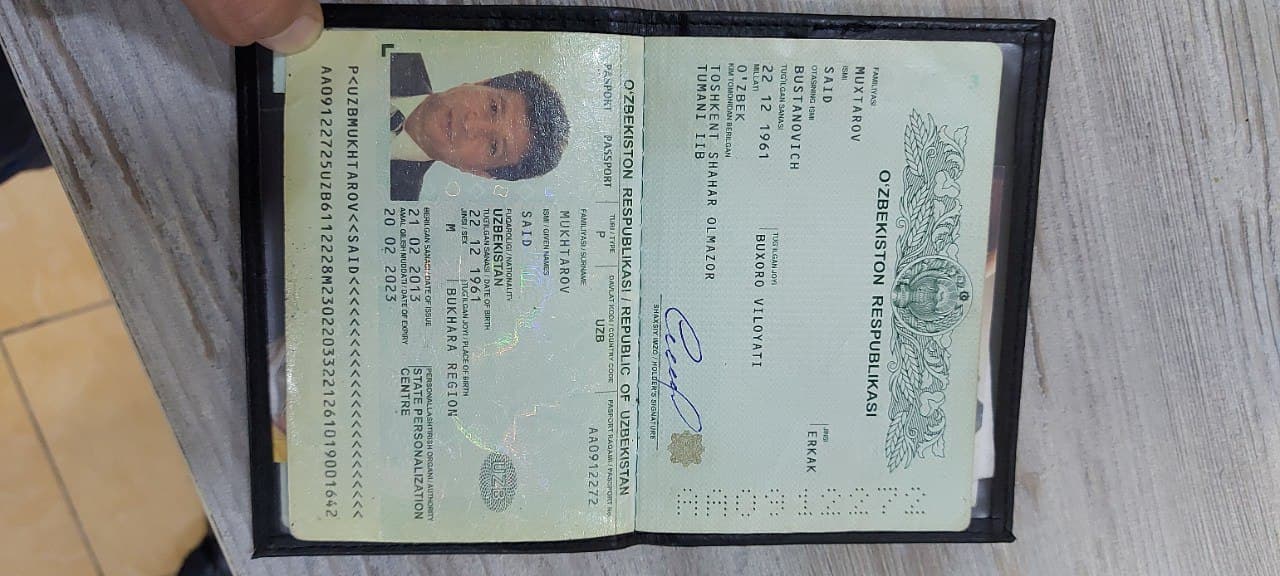 O'ZBEKISTON RESPUBLIKASI
FAMILIYASI
MUXTAROV
ISMI
SAID
OTASINING ISMI
BUSTANOVICH
JINSI
ERKAK
TUG'ILGAN SANASI
22 12 1961
TUG'ILGAN JOYI
BUXORO VILOYATI
MILLATI
O'ZBEK
KIM TOMONIDAN BERILGAN
TOSHKENT SHAHAR OLMAZOR
TUMANI IIB
SHAXSIY IMZO / HOLDER'S SIGNATURE
O'ZBEKISTON RESPUBLIKASI / REPUBLIC OF UZBEKISTAN
PASPORT PASSPORT
TURI / TYPE
P
DAVLAT KODI / COUNTRY CODE
UZB
PASPORT RAQAMI / PASSPORT No
AA0912272
FAMILIYASI / SURNAME
MUKHTAROV
ISMI / GIVEN NAMES
SAID
FUQAROLIGI / NATIONALITY
UZBEKISTAN
TUG'ILGAN SANASI / DATE OF BIRTH
22 12 1961
JINSI / SEX
M
TUG'ILGAN JOYI / PLACE OF BIRTH
BUKHARA REGION
BERILGAN SANASI / DATE OF ISSUE
21 02 2013
PERSONALLASHTIRISH ORGANI / AUTHORITY
STATE PERSONALIZATION
CENTRE
AMAL QILISH MUDDATI / DATE OF EXPIRY
20 02 2023
UZB
P<UZBMUKHTAROV<<SAID<<<<<<<<<<<<<<<<<<<<<<<<
AA09122725UZB6112228M23022033221261019001642